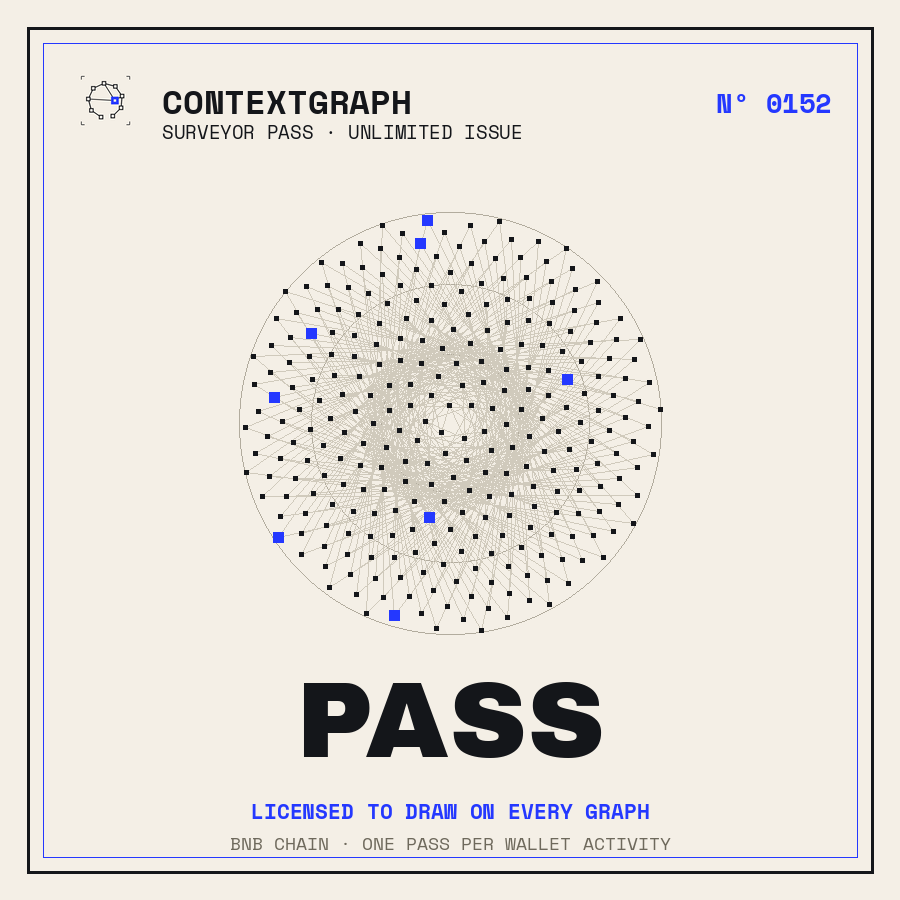 CONTEXTGRAPH
SURVEYOR PASS · UNLIMITED ISSUE
N° 0152
PASS
LICENSED TO DRAW ON EVERY GRAPH
BNB CHAIN · ONE PASS PER WALLET ACTIVITY